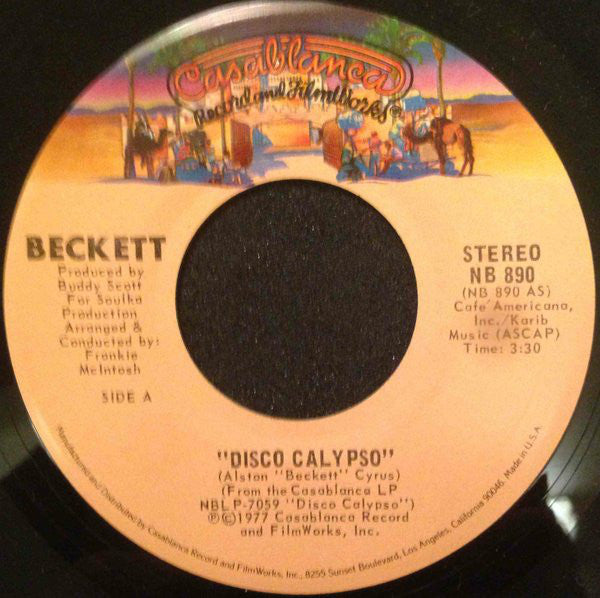 Casablanca
Record and FilmWorks®
BECKETT
Produced by
Buddy Scott
For Soulka
Production
Arranged &
Conducted by:
Frankie
McIntosh
SIDE A
STEREO
NB 890
(NB 890 AS)
Café Americana,
Inc./Karib
Music (ASCAP)
Time: 3:30
"DISCO CALYPSO"
(Alston "Beckett" Cyrus)
(From the Casablanca LP
NBLP-7059 "Disco Calypso")
℗©1977 Casablanca Record
and FilmWorks, Inc.
Manufactured and Distributed by Casablanca Record and FilmWorks, Inc., 8255 Sunset Boulevard, Los Angeles, California 90046. Made in U.S.A.